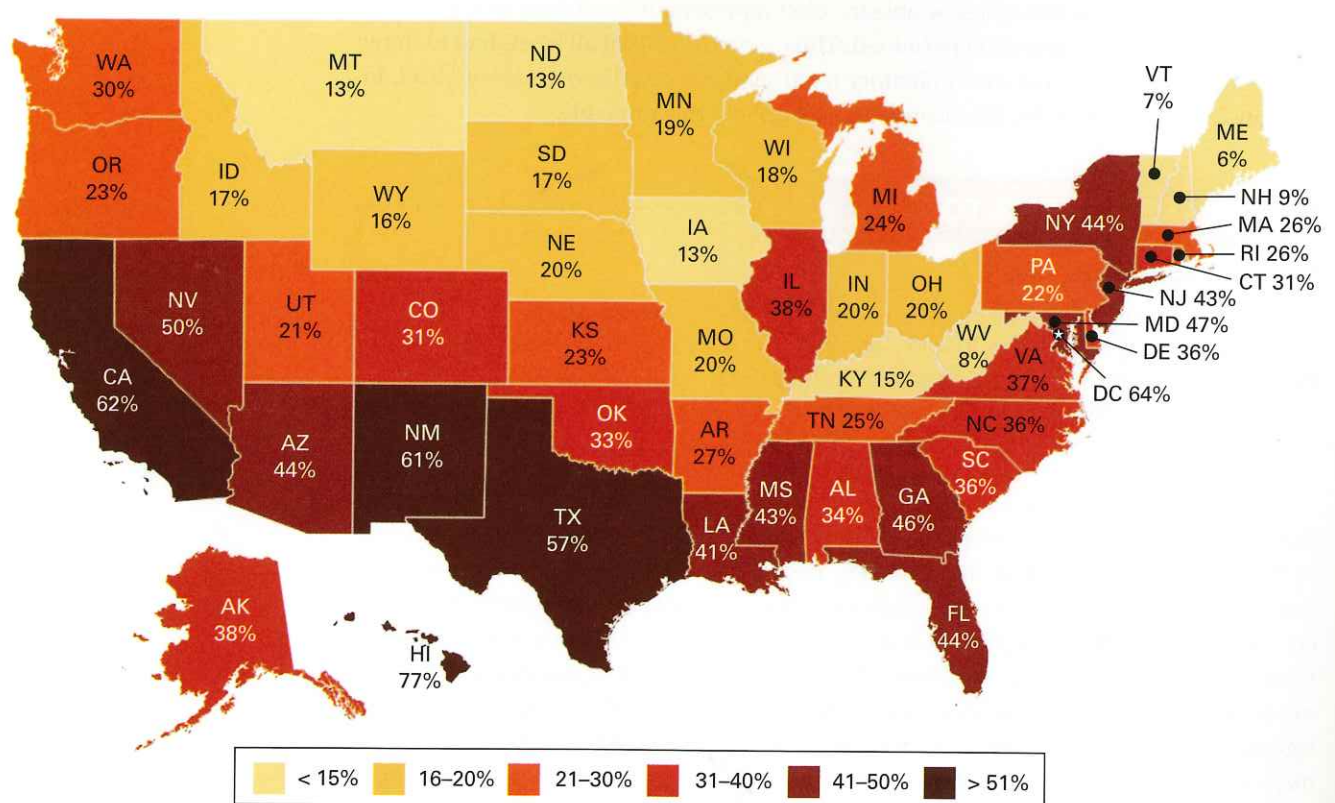 WA
30%
MT
13%
ND
13%
MN
19%
VT
7%
ME
6%
OR
23%
ID
17%
WY
16%
SD
17%
WI
18%
MI
24%
NH 9%
MA 26%
RI 26%
CT 31%
NY 44%
IA
13%
NE
20%
PA
22%
NJ 43%
MD 47%
DE 36%
DC 64%
NV
50%
UT
21%
CO
31%
KS
23%
MO
20%
IL
38%
IN
20%
OH
20%
WV
8%
VA
37%
KY 15%
CA
62%
AZ
44%
NM
61%
OK
33%
AR
27%
TN 25%
NC 36%
SC
36%
TX
57%
LA
41%
MS
43%
AL
34%
GA
46%
FL
44%
AK
38%
HI
77%
< 15%
16–20%
21–30%
31–40%
41–50%
> 51%